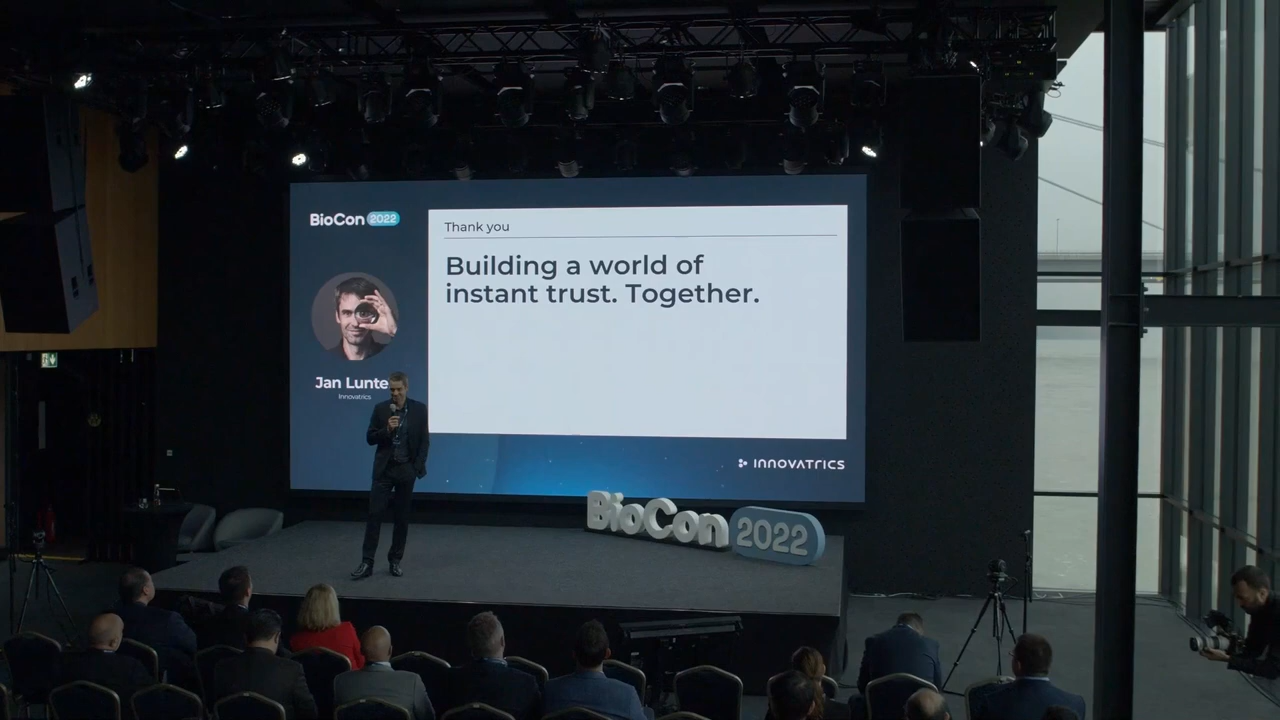 BioCon 2022
Thank you
Building a world of
instant trust. Together.
Jan Lunte
Innovatrics
INNOVATRICS
BioCon 2022